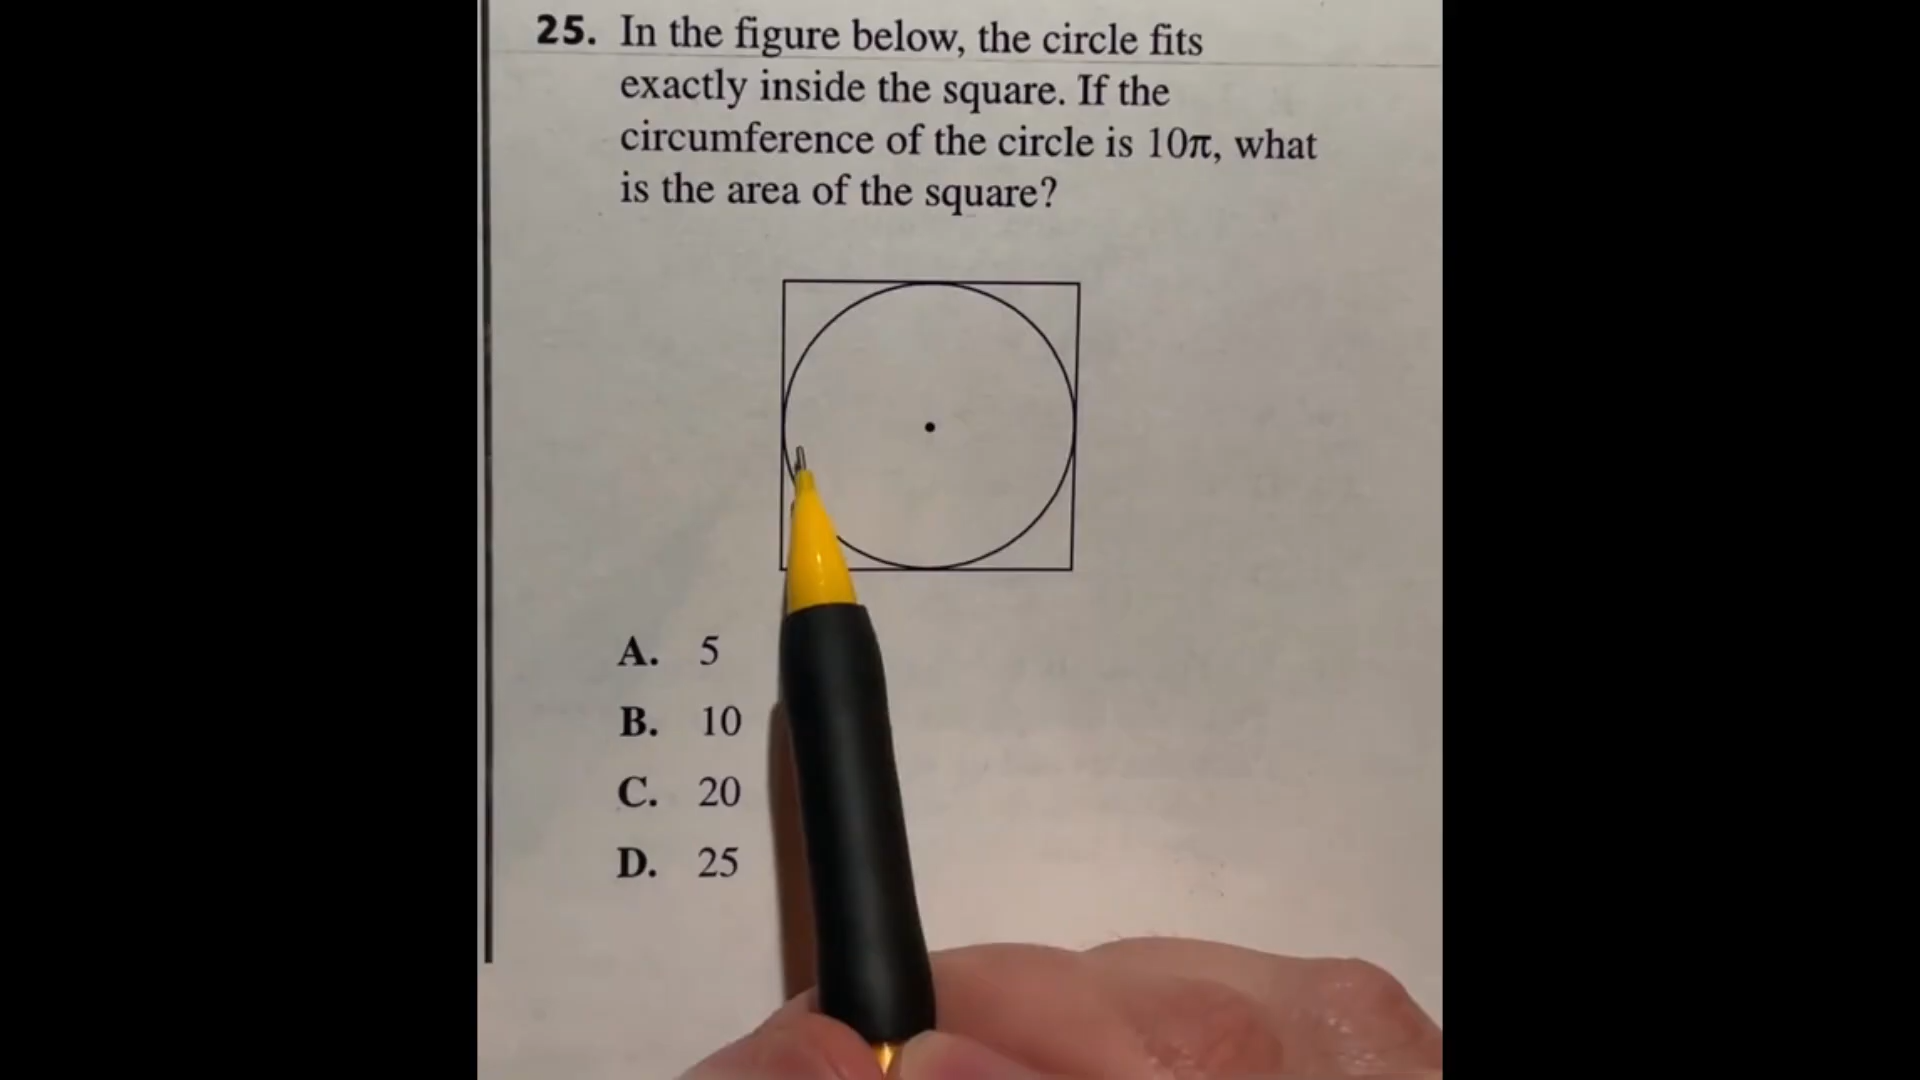 25. In the figure below, the circle fits
exactly inside the square. If the
circumference of the circle is 10π, what
is the area of the square?
A. 5
B. 10
C. 20
D. 25